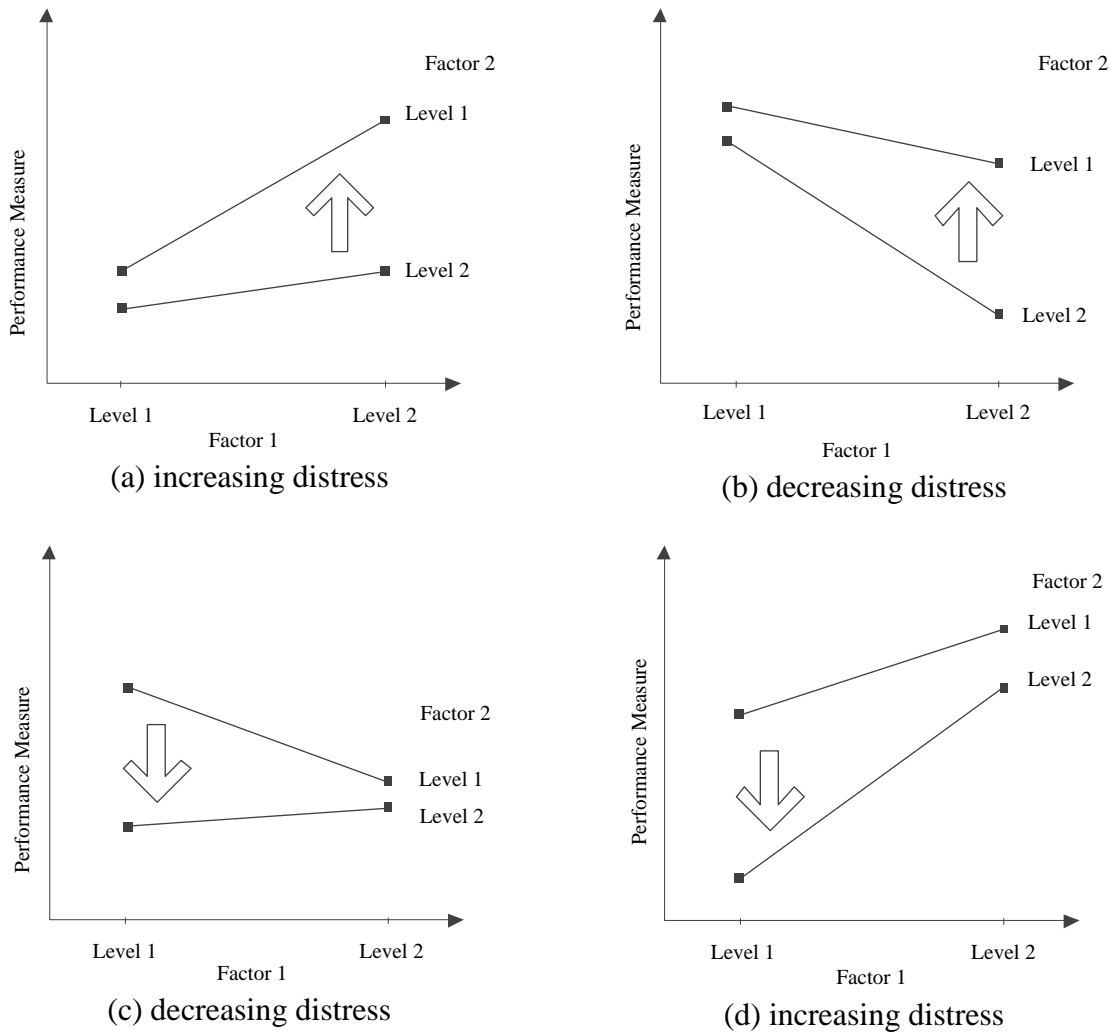 Factor 2
Level 1
Level 2
Performance Measure
Level 1 Level 2
Factor 1
(a) increasing distress
Factor 2
Level 1
Level 2
Performance Measure
Level 1 Level 2
Factor 1
(b) decreasing distress
Factor 2
Level 1
Level 2
Performance Measure
Level 1 Level 2
Factor 1
(c) decreasing distress
Factor 2
Level 1
Level 2
Performance Measure
Level 1 Level 2
Factor 1
(d) increasing distress